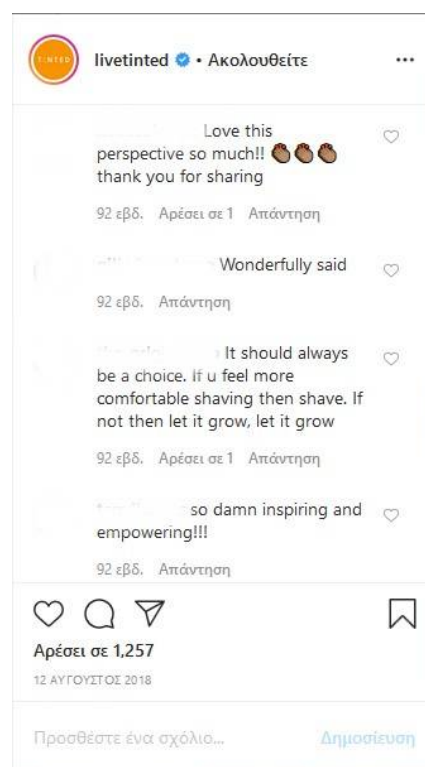 TINTED
livetinted • Ακολουθείτε
Love this
perspective so much!! 👏🏾👏🏾👏🏾
thank you for sharing
92 εβδ. Αρέσει σε 1 Απάντηση
Wonderfully said
92 εβδ. Απάντηση
It should always
be a choice. If u feel more
comfortable shaving then shave. If
not then let it grow, let it grow
92 εβδ. Αρέσει σε 1 Απάντηση
so damn inspiring and
empowering!!!
92 εβδ. Απάντηση
Αρέσει σε 1,257
12 ΑΥΓΟΥΣΤΟΣ 2018
Προσθέστε ένα σχόλιο... Δημοσίευση